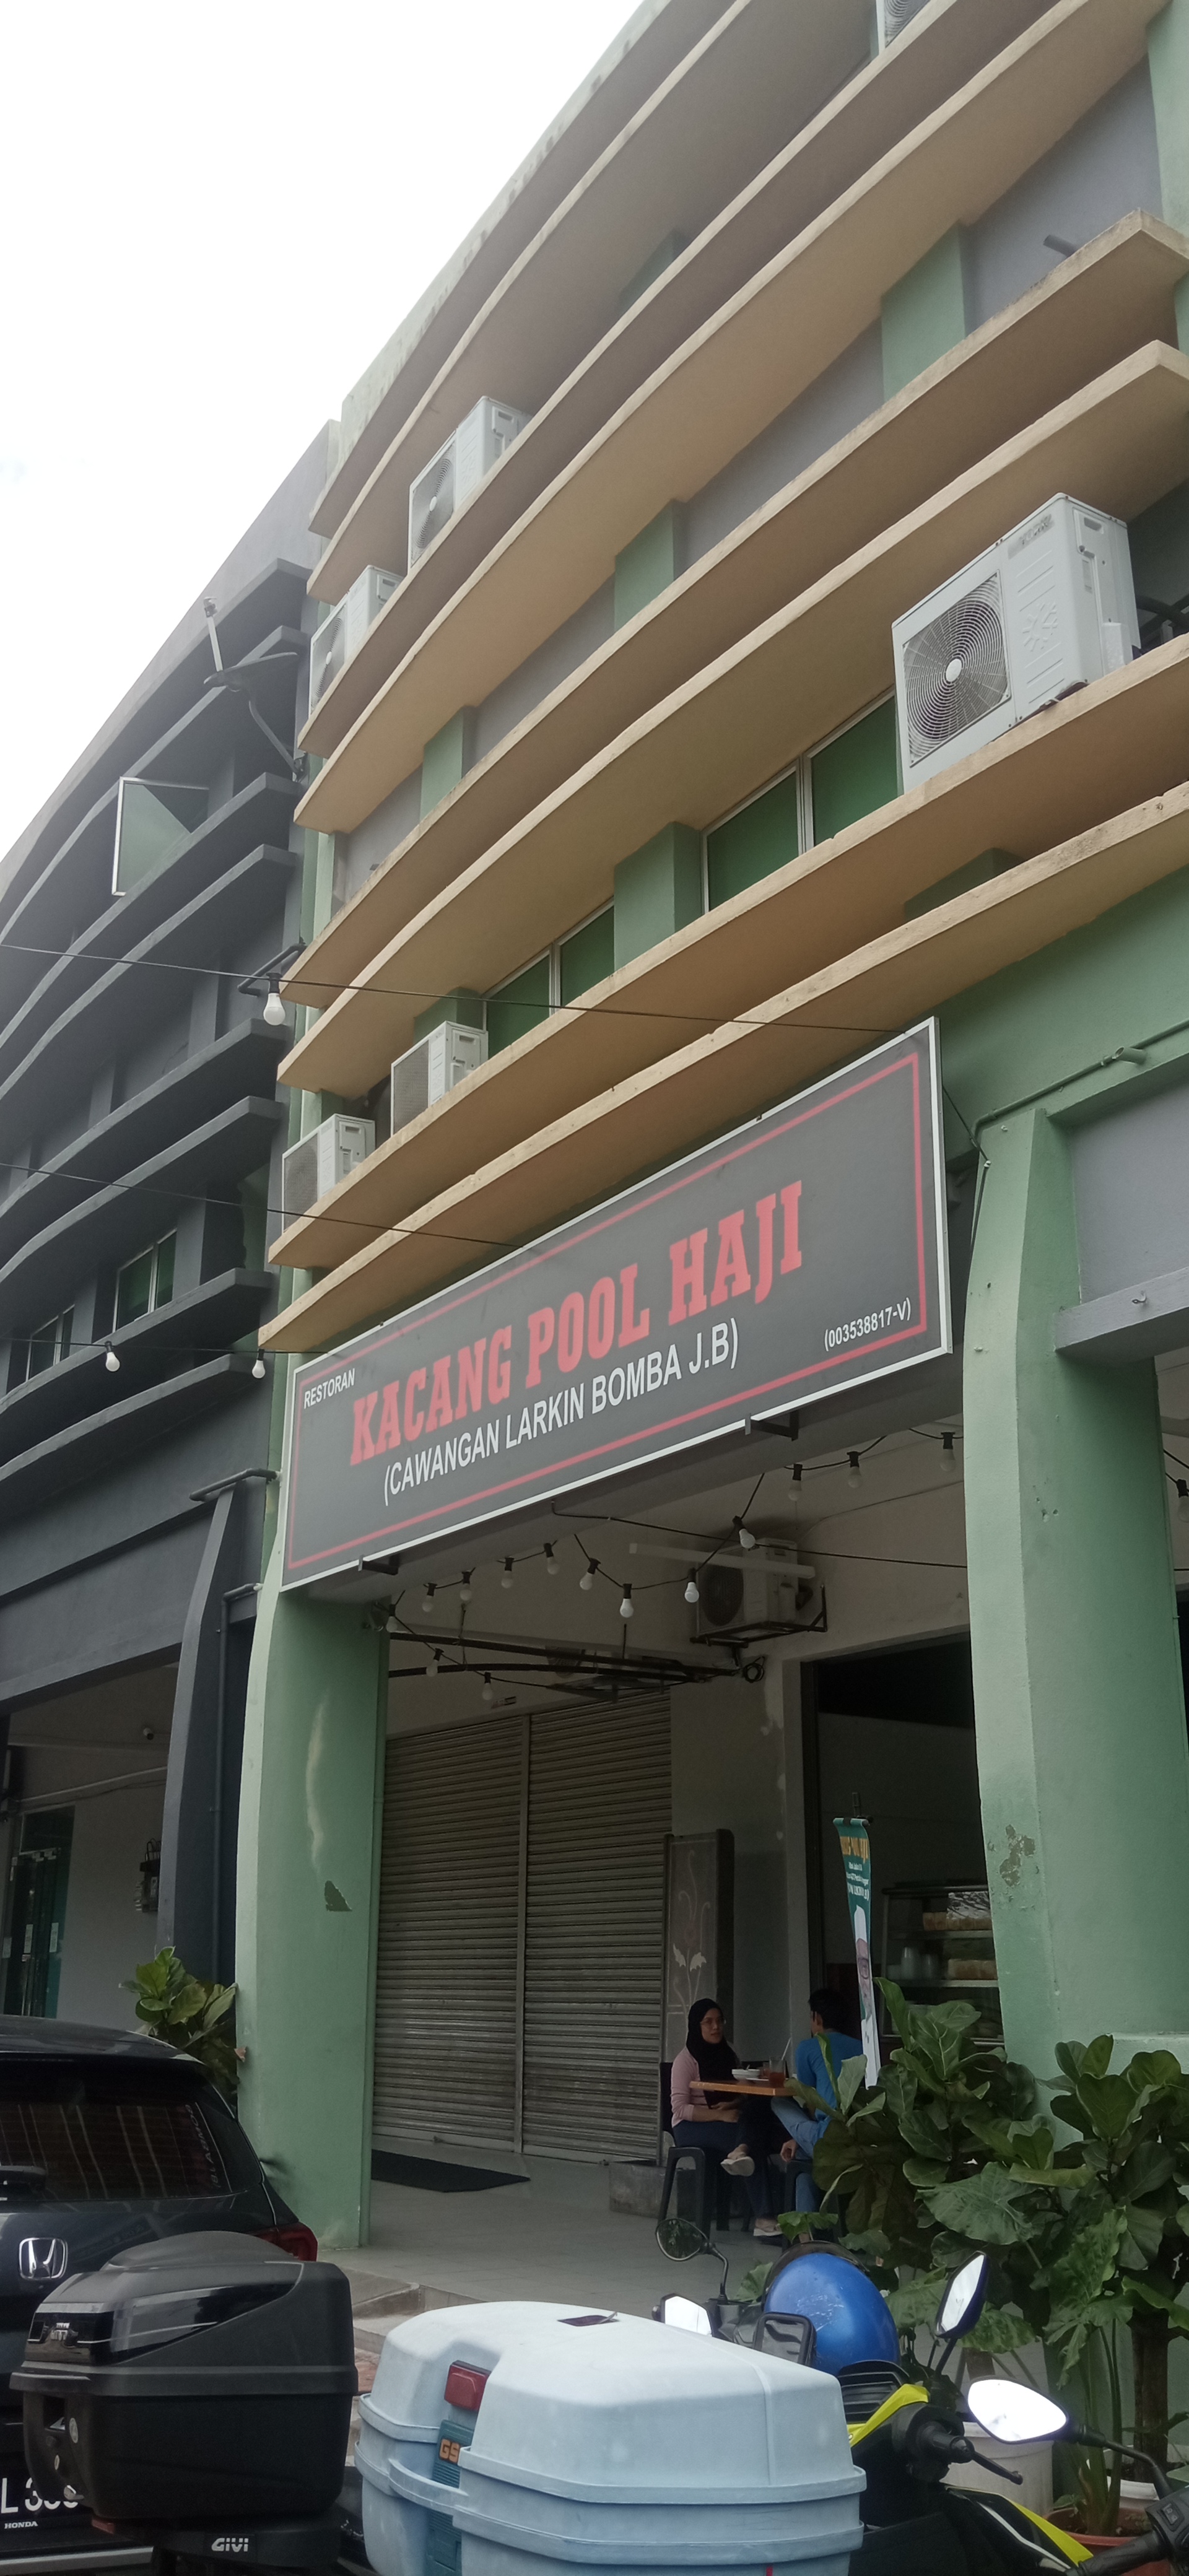 RESTORAN
KACANG POOL HAJI
(CAWANGAN LARKIN BOMBA J.B)
(003538817-V)
HONDA
GIVI